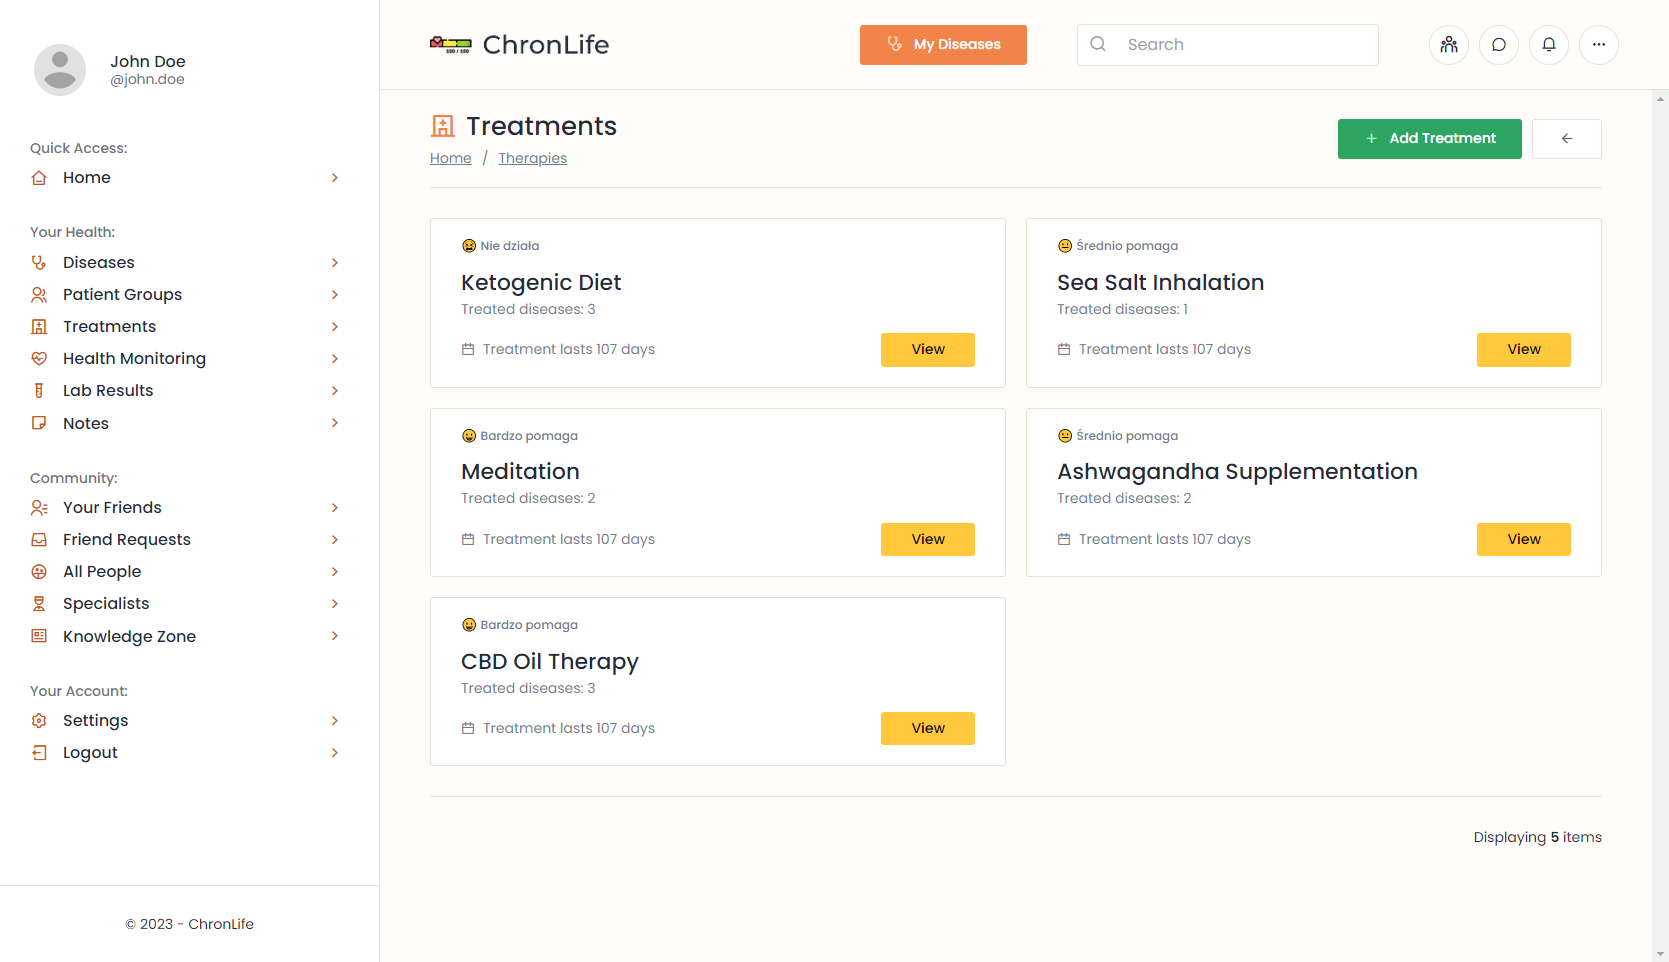 John Doe
@john.doe
Quick Access:
Home
Your Health:
Diseases
Patient Groups
Treatments
Health Monitoring
Lab Results
Notes
Community:
Your Friends
Friend Requests
All People
Specialists
Knowledge Zone
Your Account:
Settings
Logout
© 2023 - ChronLife
100 / 100
ChronLife
My Diseases
Search
Treatments
Home / Therapies
+ Add Treatment
Nie działa
Ketogenic Diet
Treated diseases: 3
Treatment lasts 107 days
View
Średnio pomaga
Sea Salt Inhalation
Treated diseases: 1
Treatment lasts 107 days
View
Bardzo pomaga
Meditation
Treated diseases: 2
Treatment lasts 107 days
View
Średnio pomaga
Ashwagandha Supplementation
Treated diseases: 2
Treatment lasts 107 days
View
Bardzo pomaga
CBD Oil Therapy
Treated diseases: 3
Treatment lasts 107 days
View
Displaying 5 items